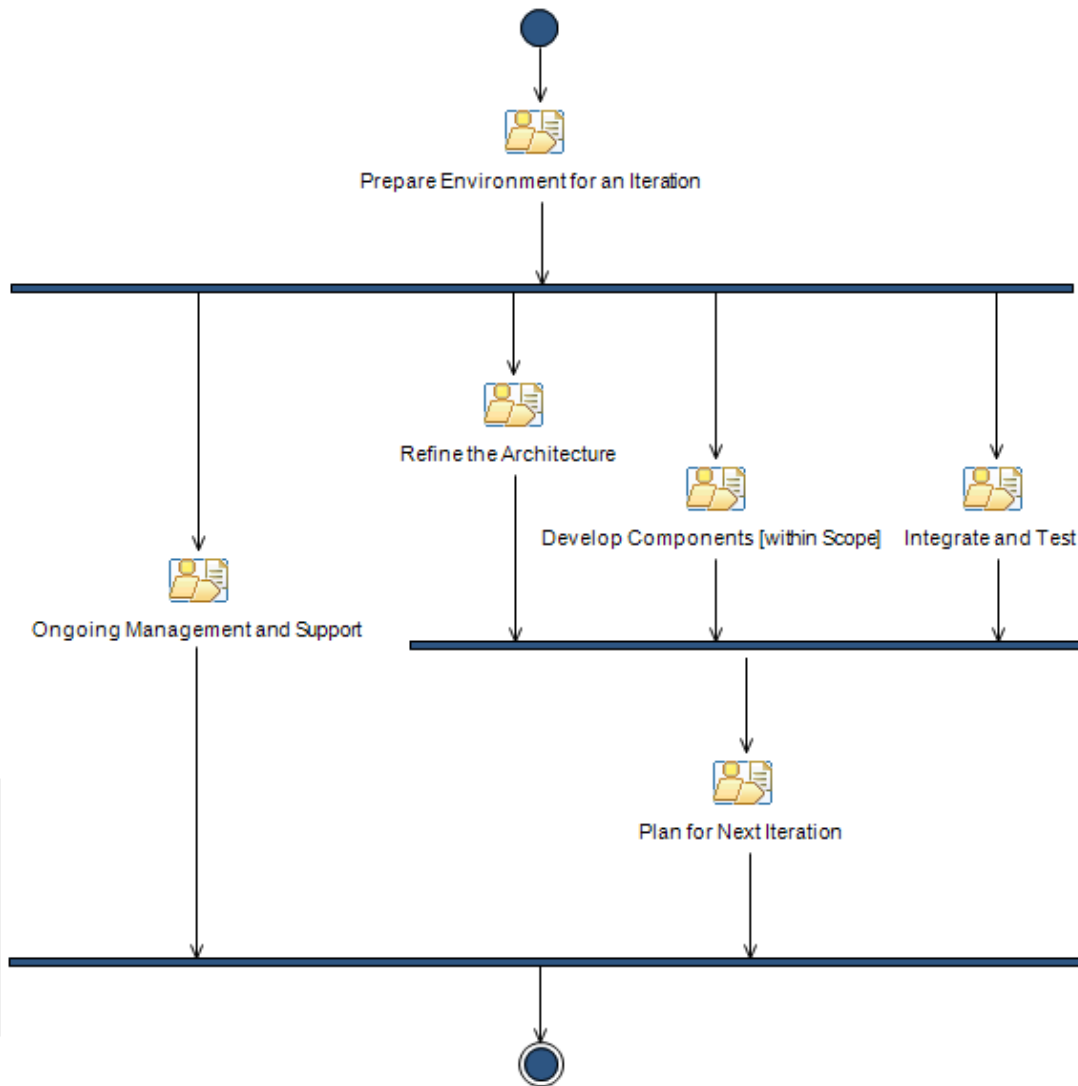 Prepare Environment for an Iteration
Refine the Architecture
Develop Components [within Scope]
Integrate and Test
Ongoing Management and Support
Plan for Next Iteration